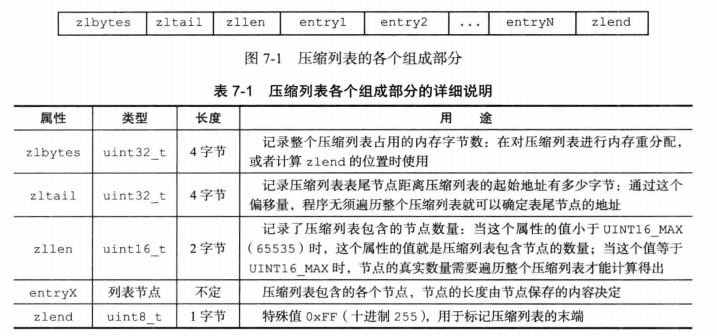 zlbytes zltail zllen entry1 entry2 ... entryN zlend
图 7-1 压缩列表的各个组成部分
表 7-1 压缩列表各个组成部分的详细说明
属性 类型 长度 用 途
zlbytes uint32_t 4 字节 记录整个压缩列表占用的内存字节数：在对压缩列表进行内存重分配，
或者计算 zlend 的位置时使用
zltail uint32_t 4 字节 记录压缩列表表尾节点距离压缩列表的起始地址有多少字节：通过这个
偏移量，程序无须遍历整个压缩列表就可以确定表尾节点的地址
zllen uint16_t 2 字节 记录了压缩列表包含的节点数量：当这个属性的值小于 UINT16_MAX
（65535）时，这个属性的值就是压缩列表包含节点的数量；当这个值等于
UINT16_MAX 时，节点的真实数量需要遍历整个压缩列表才能计算得出
entryX 列表节点 不定 压缩列表包含的各个节点，节点的长度由节点保存的内容决定
zlend uint8_t 1 字节 特殊值 0xFF（十进制 255），用于标记压缩列表的末端